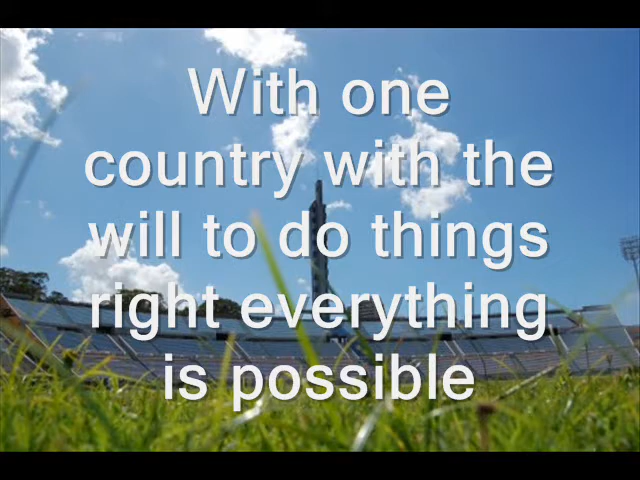 With one
country with the
will to do things
right everything
is possible